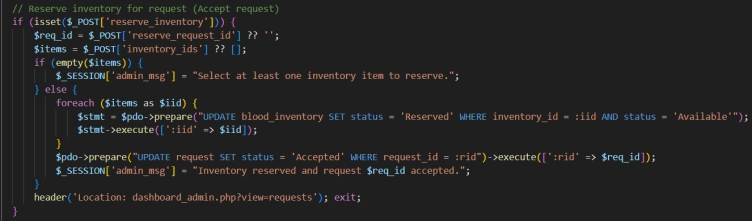 // Reserve inventory for request (Accept request)
if (isset($_POST['reserve_inventory'])) {
$req_id = $_POST['reserve_request_id'] ?? '';
$items = $_POST['inventory_ids'] ?? [];
if (empty($items)) {
$_SESSION['admin_msg'] = "Select at least one inventory item to reserve.";
} else {
foreach ($items as $iid) {
$stmt = $pdo->prepare("UPDATE blood_inventory SET status = 'Reserved' WHERE inventory_id = :iid AND status = 'Available'");
$stmt->execute([':iid' => $iid]);
}
$pdo->prepare("UPDATE request SET status = 'Accepted' WHERE request_id = :rid")->execute([':rid' => $req_id]);
$_SESSION['admin_msg'] = "Inventory reserved and request $req_id accepted.";
}
header('Location: dashboard_admin.php?view=requests'); exit;
}